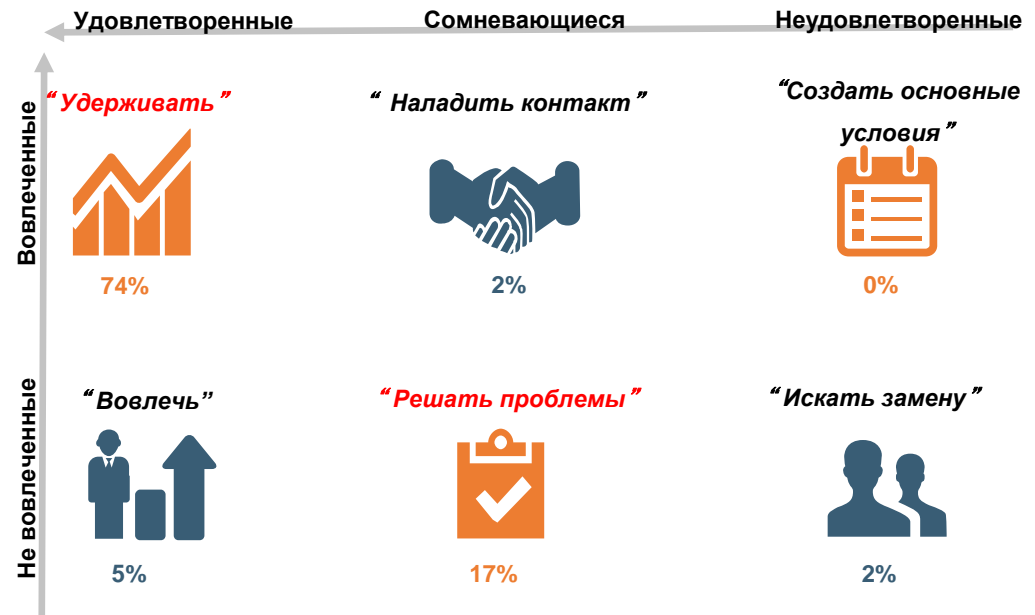 Удовлетворенные Сомневающиеся Неудовлетворенные
Вовлеченные
“Удерживать” “ Наладить контакт” “Создать основные
условия”
74% 2% 0%
Не вовлеченные
“Вовлечь” “Решать проблемы” “Искать замену”
5% 17% 2%